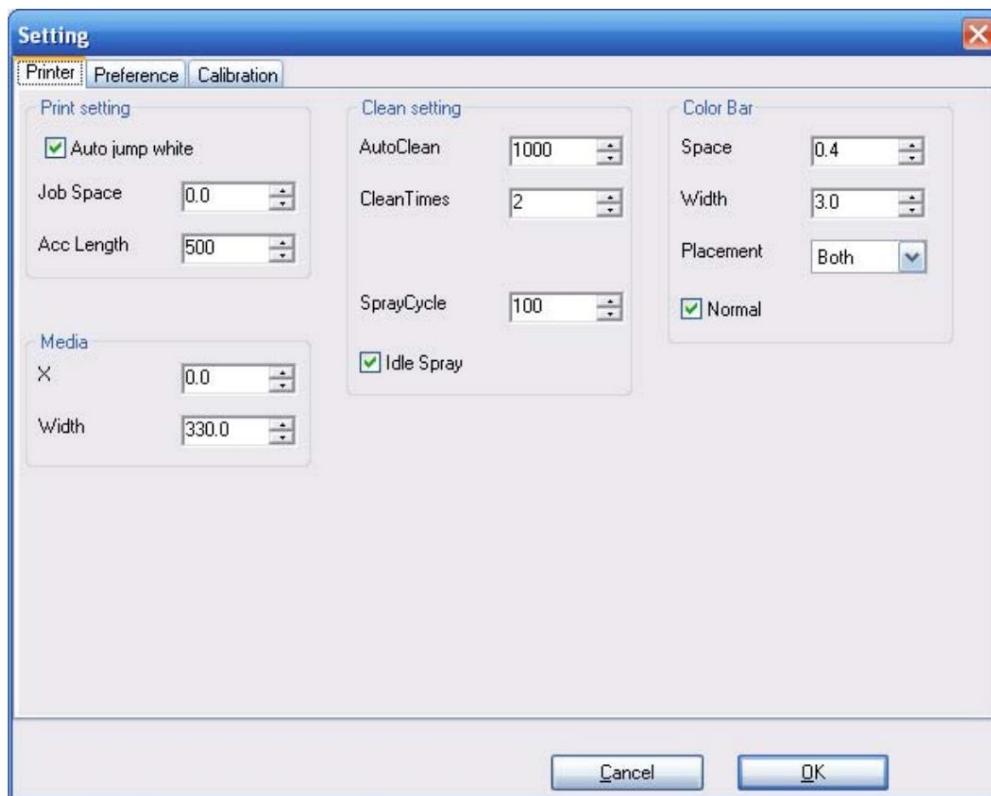 Setting
Printer Preference Calibration
Print setting
Auto jump white
Job Space 0.0
Acc Length 500
Media
X 0.0
Width 330.0
Clean setting
AutoClean 1000
CleanTimes 2
SprayCycle 100
Idle Spray
Color Bar
Space 0.4
Width 3.0
Placement Both
Normal
Cancel OK